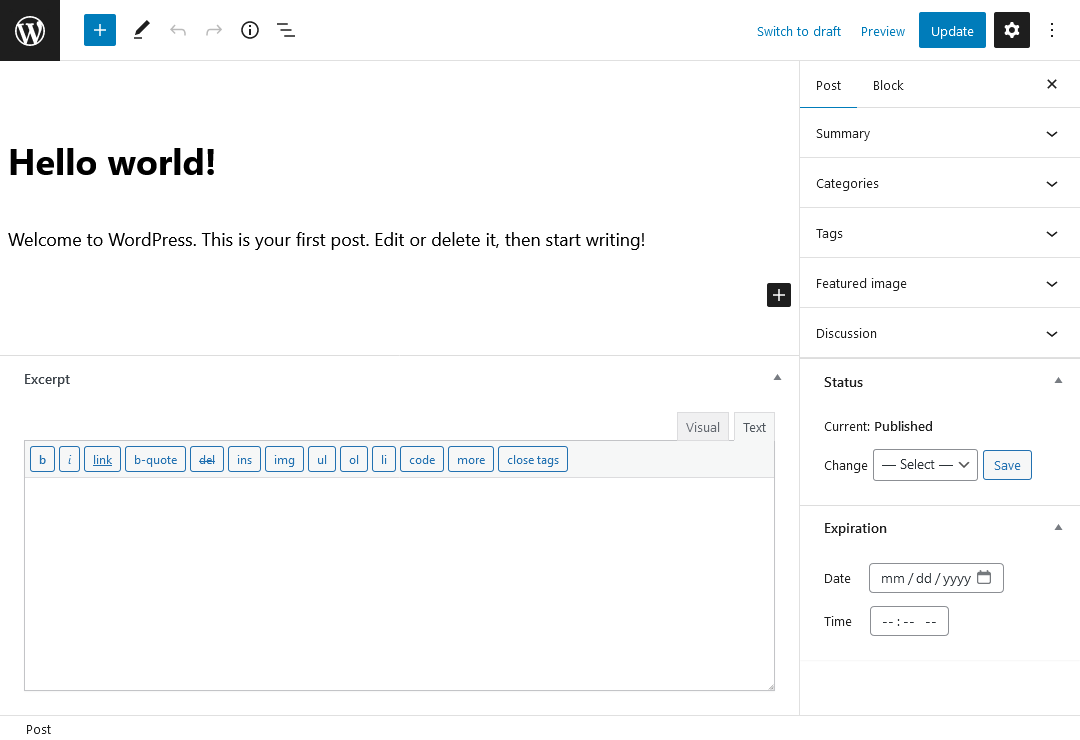 Switch to draft Preview Update
Post Block
Summary
Categories
Tags
Featured image
Discussion
Hello world!
Welcome to WordPress. This is your first post. Edit or delete it, then start writing!
Excerpt
Visual Text
b i link b-quote del ins img ul ol li code more close tags
Status
Current: Published
Change — Select — Save
Expiration
Date mm/dd/yyyy
Time --:-- --
Post